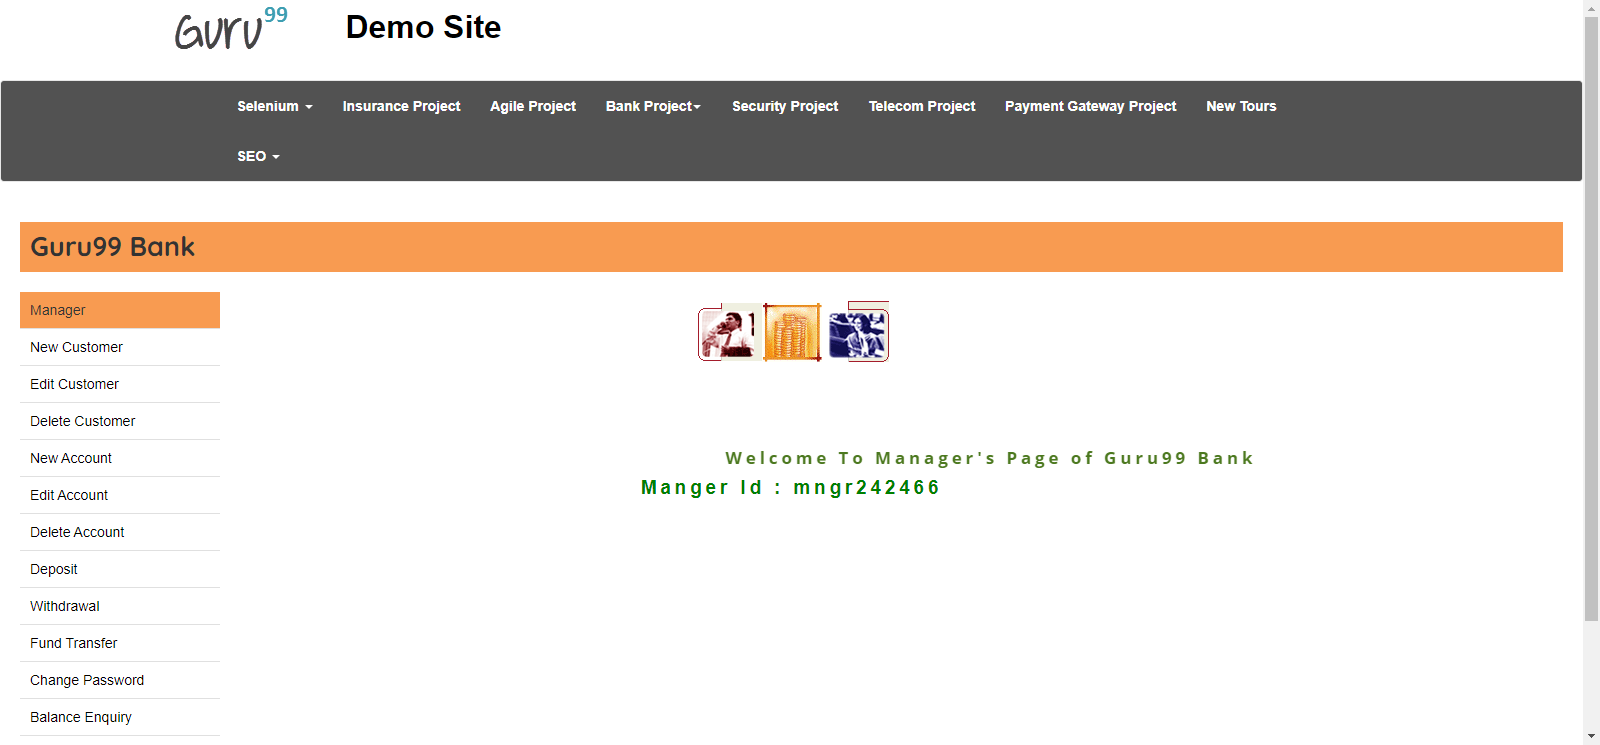 Guru99 Demo Site
Selenium Insurance Project Agile Project Bank Project Security Project Telecom Project Payment Gateway Project New Tours
SEO
Guru99 Bank
Manager
New Customer
Edit Customer
Delete Customer
New Account
Edit Account
Delete Account
Deposit
Withdrawal
Fund Transfer
Change Password
Balance Enquiry
Welcome To Manager's Page of Guru99 Bank
Manger Id : mngr242466